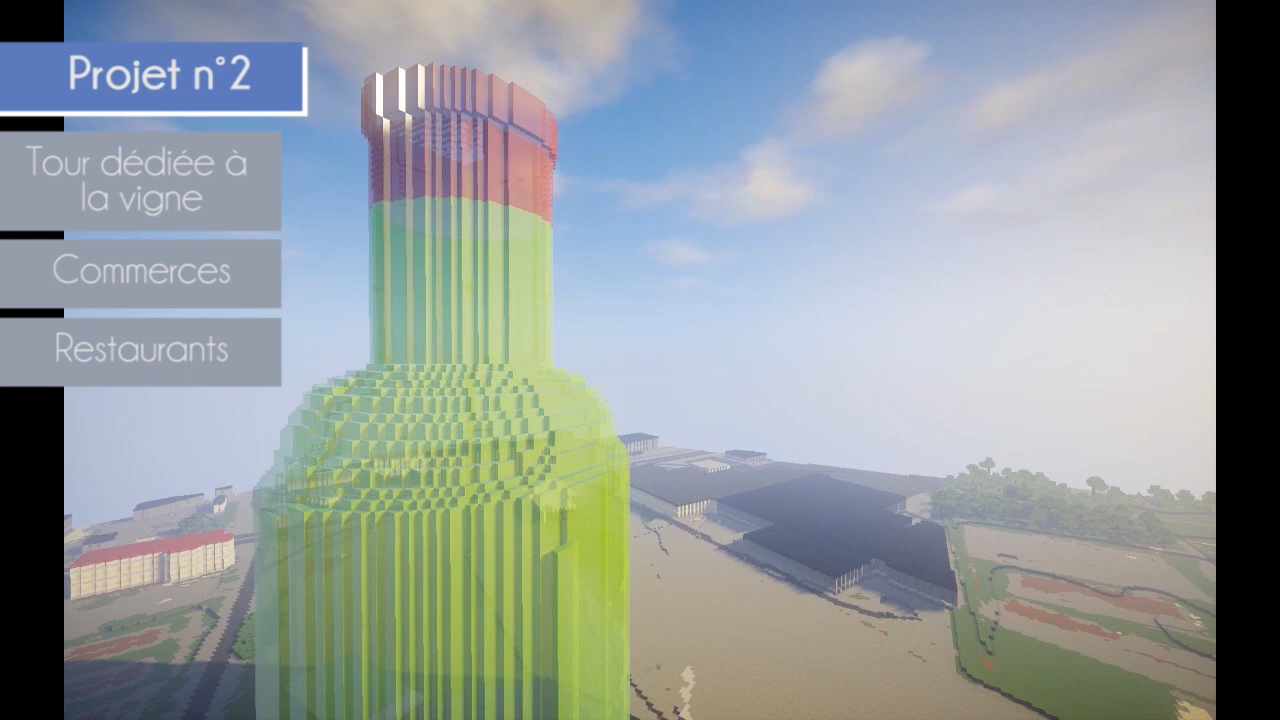 Projet n°2
Tour dédiée à
la vigne
Commerces
Restaurants